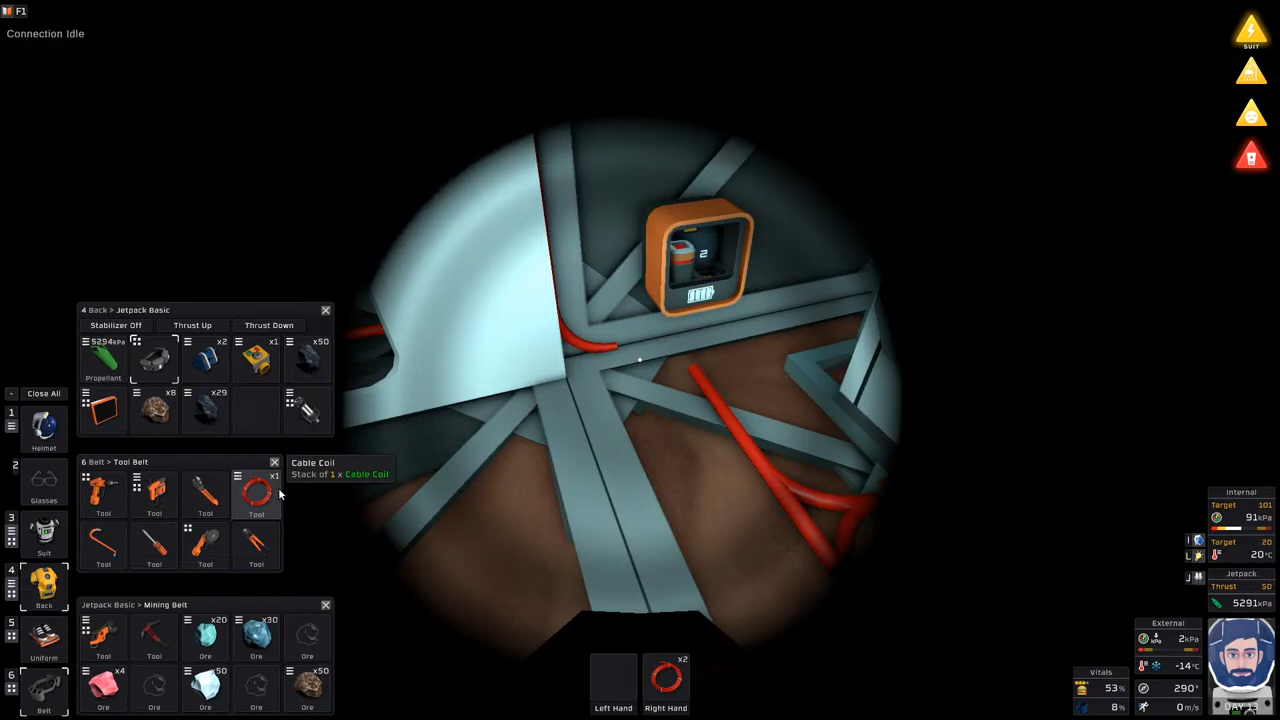 F1
Connection Idle
SUIT
2
4 Back > Jetpack Basic
Stabilizer Off Thrust Up Thrust Down
5294kPa x2 x1 x50
Propellant
x8 x29
- Close All
1
Helmet
2
Glasses
3
Suit
4
Back
5
Uniform
6
Belt
6 Belt > Tool Belt
x1
Tool Tool Tool Tool
Tool Tool Tool Tool
Cable Coil
Stack of 1 x Cable Coil
Jetpack Basic > Mining Belt
x20 x30
Tool Tool Ore Ore Ore
x4 x50 x50
Ore Ore Ore Ore Ore
x2
Left Hand Right Hand
Internal
Target 101
91kPa
Target 20
20°C
I
L
J
Jetpack
Thrust 50
5291kPa
External
kPa 2kPa
-14°C
290°
0m/s
Vitals
53 %
8 %
DAY 13